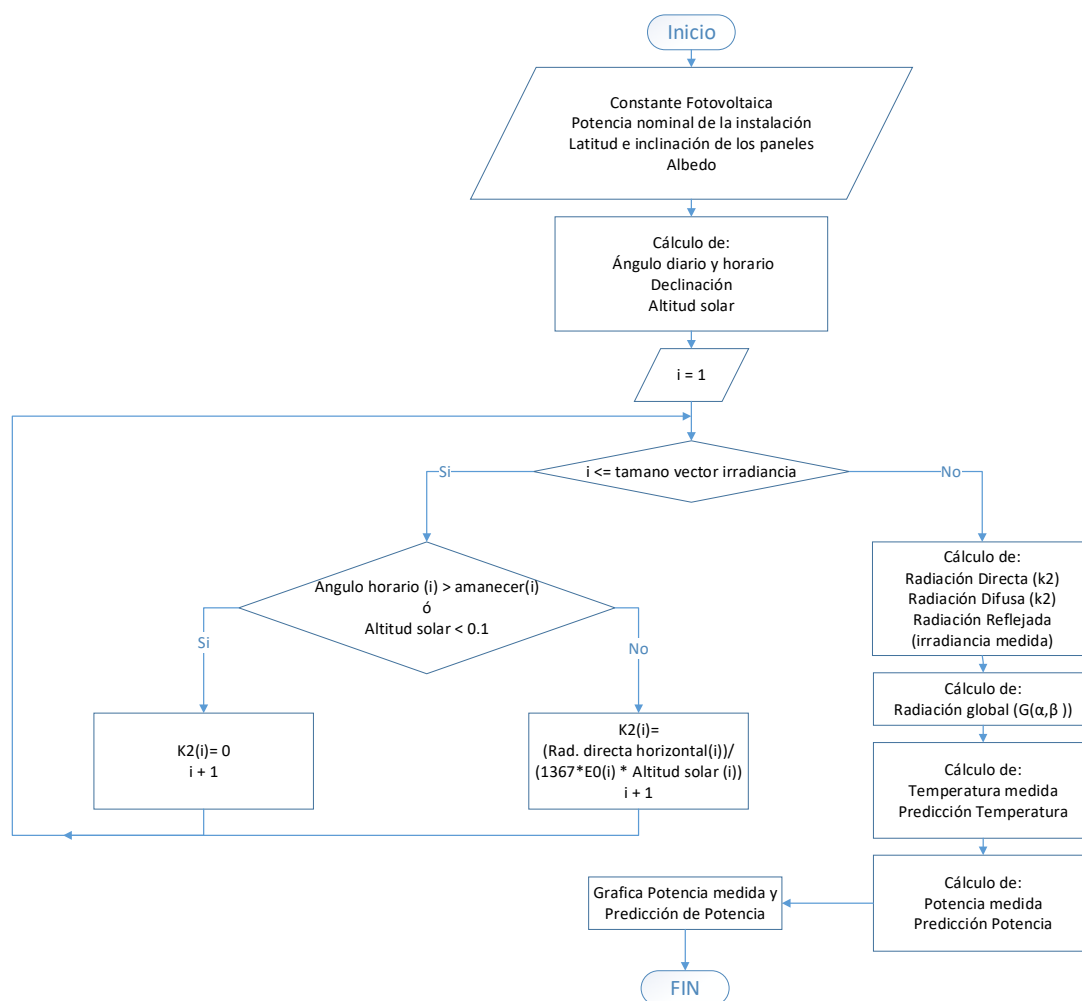 Inicio
Constante Fotovoltaica
Potencia nominal de la instalación
Latitud e inclinación de los paneles
Albedo
Cálculo de:
Ángulo diario y horario
Declinación
Altitud solar
i = 1
i <= tamano vector irradiancia
Si
No
Angulo horario (i) > amanecer(i)
ó
Altitud solar < 0.1
Si
No
K2(i)= 0
i + 1
K2(i)=
(Rad. directa horizontal(i))/
(1367*E0(i) * Altitud solar (i))
i + 1
Cálculo de:
Radiación Directa (k2)
Radiación Difusa (k2)
Radiación Reflejada
(irradiancia medida)
Cálculo de:
Radiación global (G(α,β ))
Cálculo de:
Temperatura medida
Predicción Temperatura
Cálculo de:
Potencia medida
Predicción Potencia
Grafica Potencia medida y
Predicción de Potencia
FIN